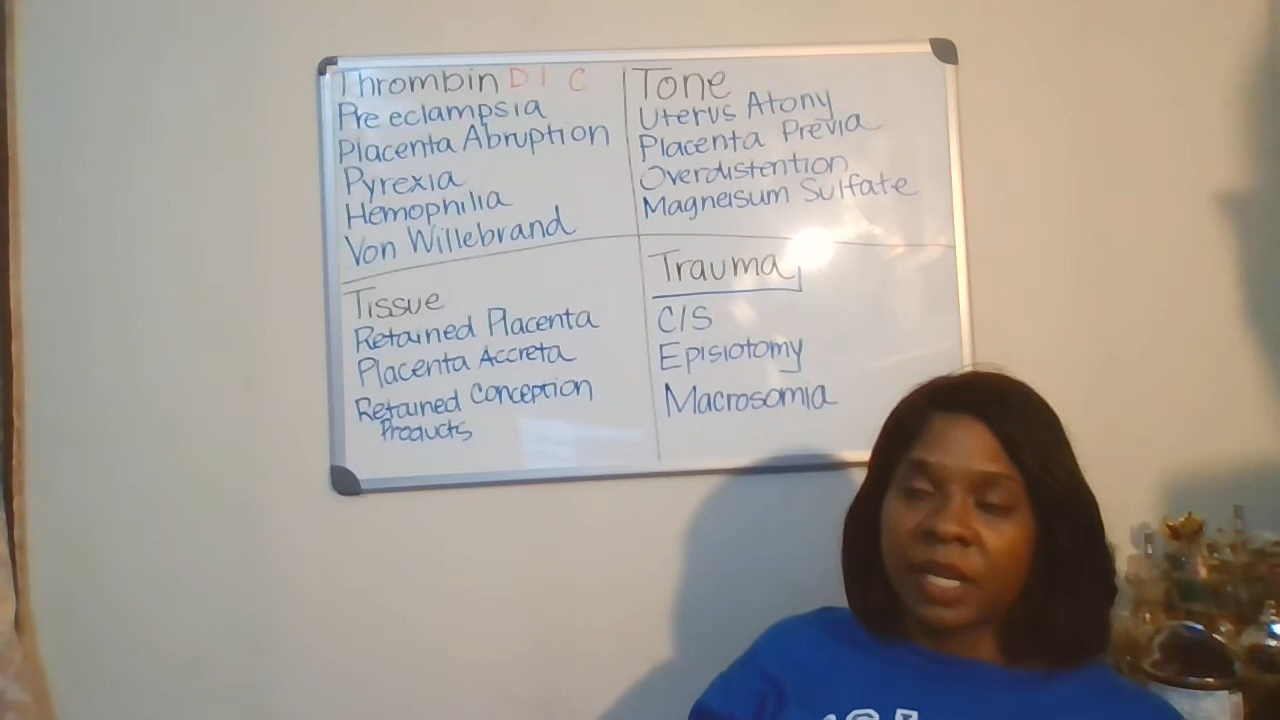 Thrombin D I C
Pre eclampsia
Placenta Abruption
Pyrexia
Hemophilia
Von Willebrand
Tone
Uterus Atony
Placenta Previa
Overdistention
Magneisum Sulfate
Tissue
Retained Placenta
Placenta Accreta
Retained Conception
Products
Trauma
C/S
Episiotomy
Macrosomia